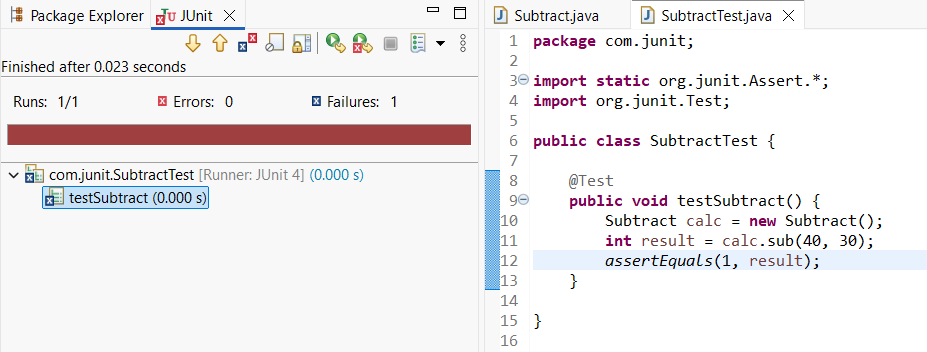 Package Explorer JUnit
Finished after 0.023 seconds
Runs: 1/1 Errors: 0 Failures: 1
com.junit.SubtractTest [Runner: JUnit 4] (0.000 s)
testSubtract (0.000 s)
Subtract.java SubtractTest.java
1 package com.junit;
2
3 import static org.junit.Assert.*;
4 import org.junit.Test;
5
6 public class SubtractTest {
7
8 @Test
9 public void testSubtract() {
10 Subtract calc = new Subtract();
11 int result = calc.sub(40, 30);
12 assertEquals(1, result);
13 }
14
15 }
16